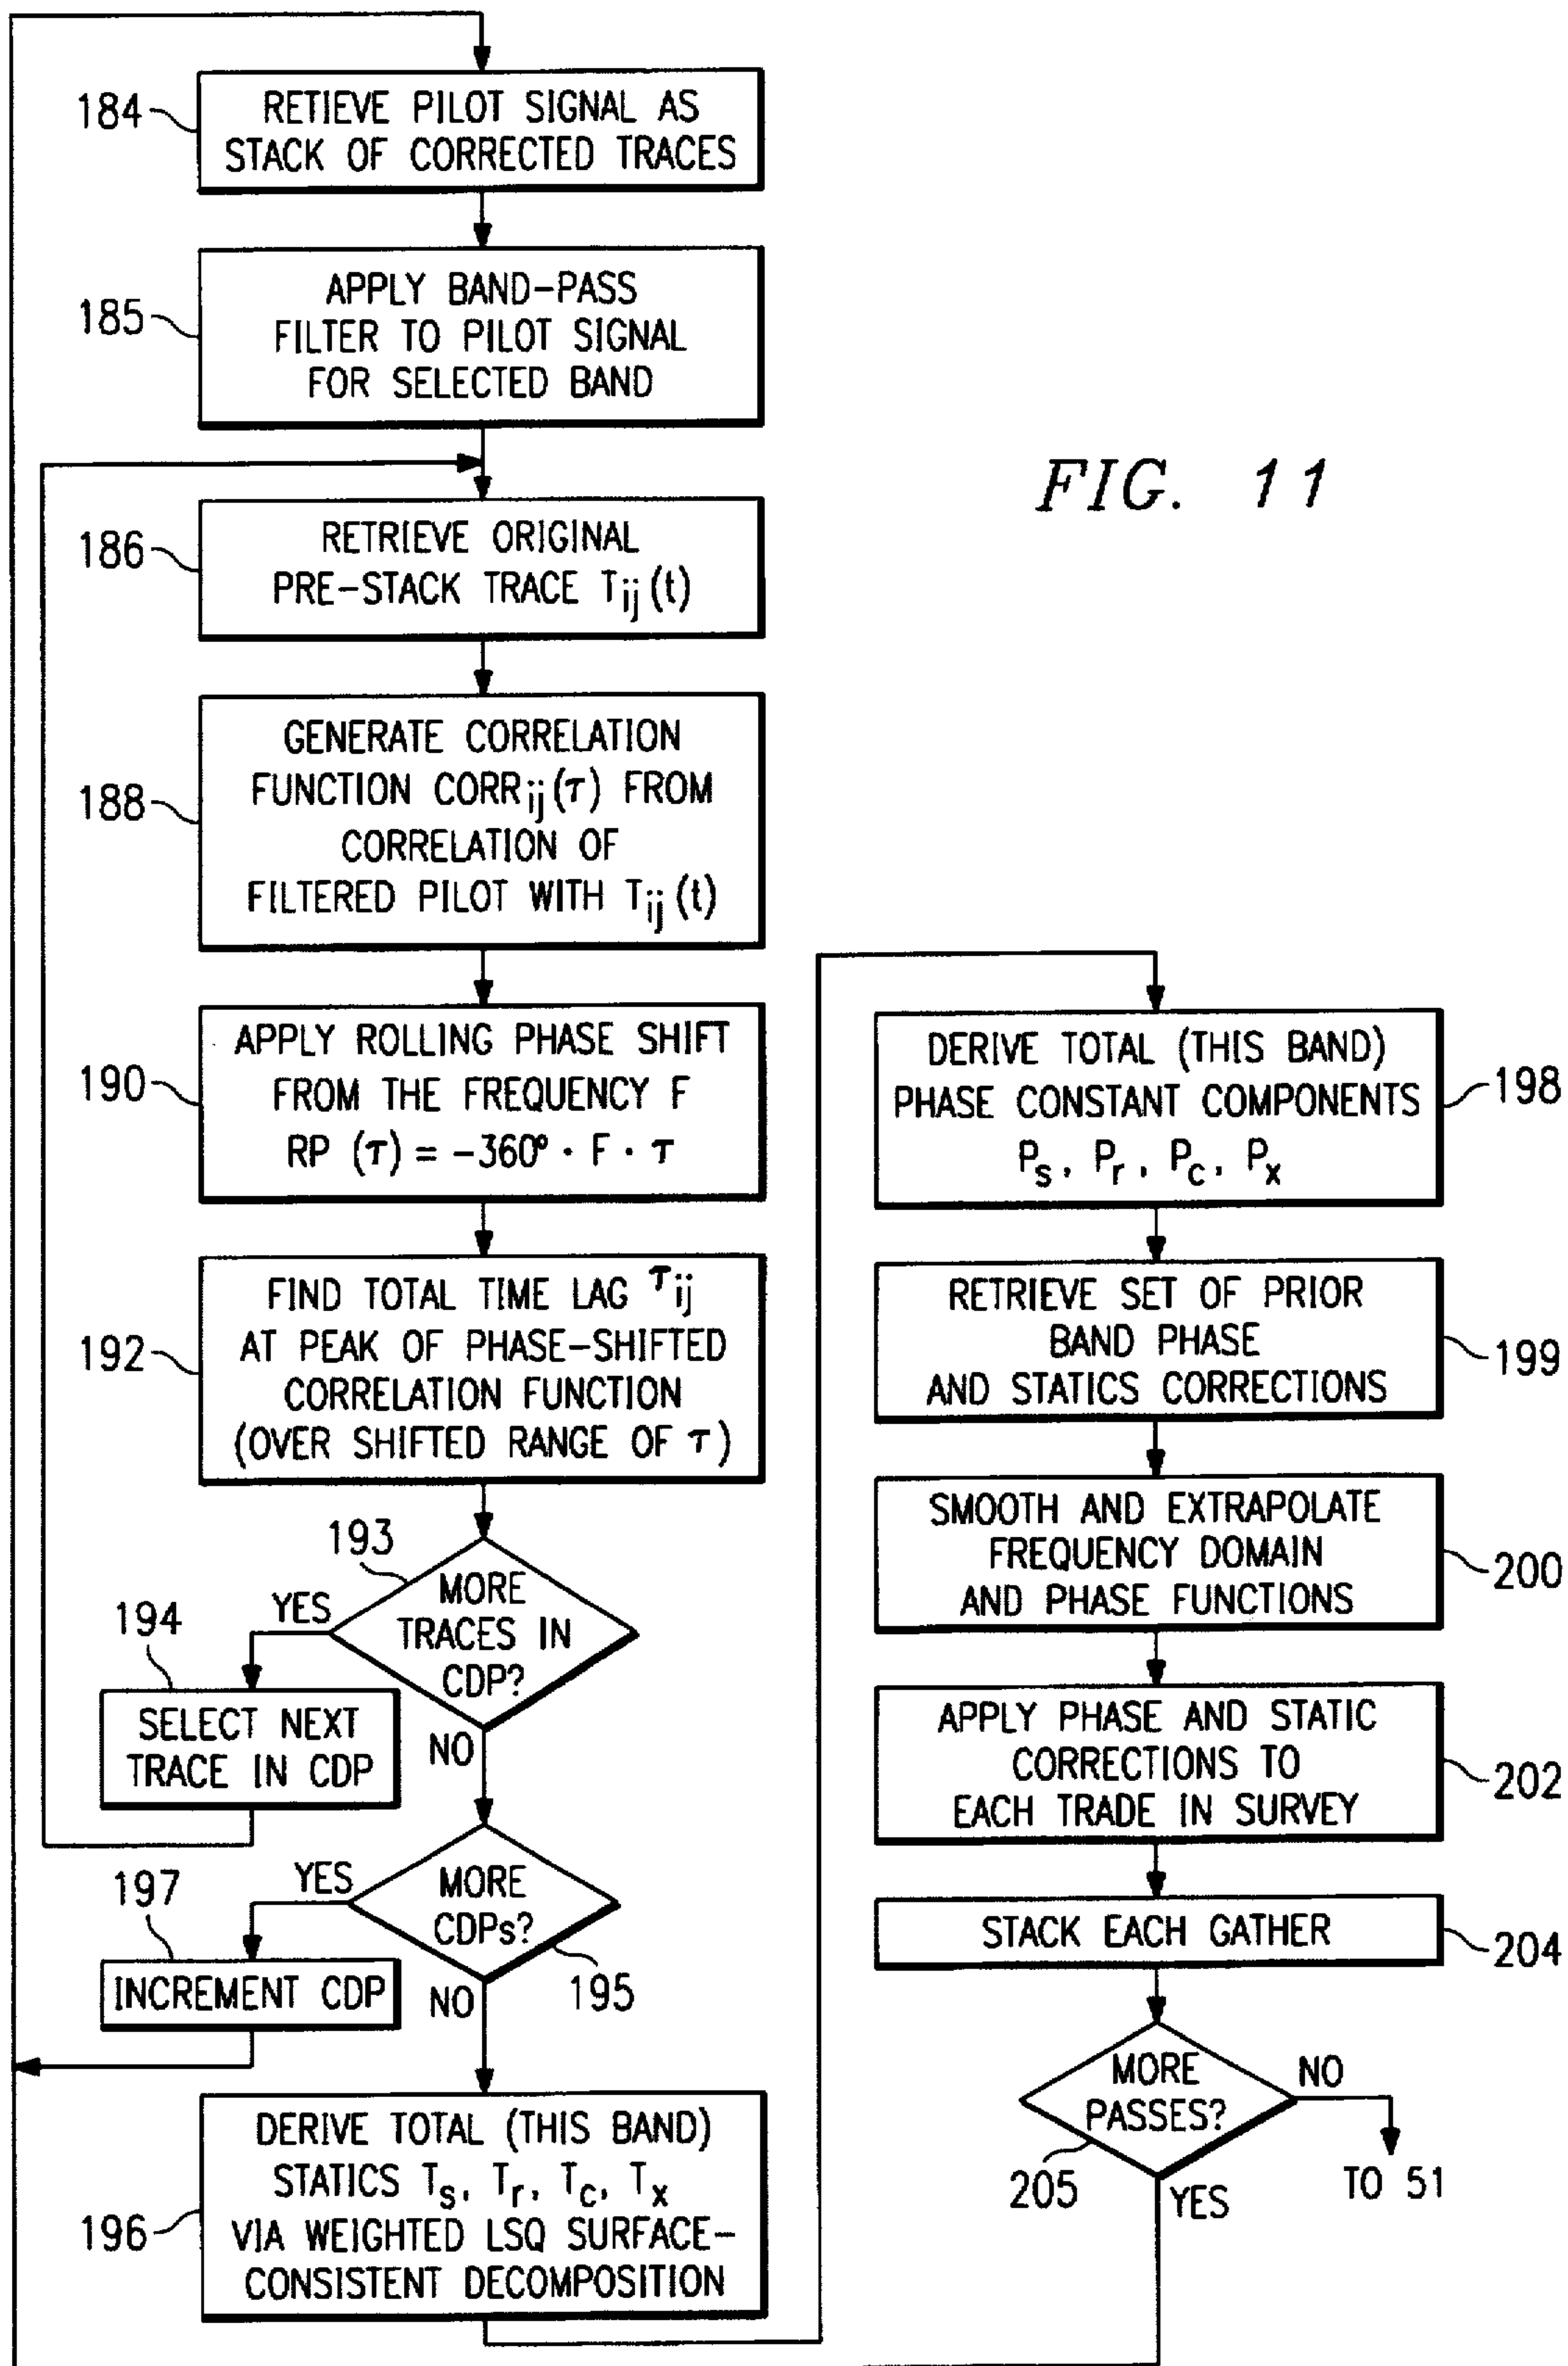 184
RETIEVE PILOT SIGNAL AS
STACK OF CORRECTED TRACES
185
APPLY BAND-PASS
FILTER TO PILOT SIGNAL
FOR SELECTED BAND
FIG. 11
186
RETRIEVE ORIGINAL
PRE-STACK TRACE Tij(t)
188
GENERATE CORRELATION
FUNCTION CORRij(τ) FROM
CORRELATION OF
FILTERED PILOT WITH Tij(t)
190
APPLY ROLLING PHASE SHIFT
FROM THE FREQUENCY F
RP (τ) = -360° · F · τ
192
FIND TOTAL TIME LAG τij
AT PEAK OF PHASE-SHIFTED
CORRELATION FUNCTION
(OVER SHIFTED RANGE OF τ)
193
MORE
TRACES IN
CDP?
YES
NO
194
SELECT NEXT
TRACE IN CDP
195
MORE
CDPs?
YES
NO
197
INCREMENT CDP
196
DERIVE TOTAL (THIS BAND)
STATICS Ts, Tr, Tc, Tx
VIA WEIGHTED LSQ SURFACE-
CONSISTENT DECOMPOSITION
DERIVE TOTAL (THIS BAND)
PHASE CONSTANT COMPONENTS
Ps, Pr, Pc, Px
198
RETRIEVE SET OF PRIOR
BAND PHASE
AND STATICS CORRECTIONS
199
SMOOTH AND EXTRAPOLATE
FREQUENCY DOMAIN
AND PHASE FUNCTIONS
200
APPLY PHASE AND STATIC
CORRECTIONS TO
EACH TRADE IN SURVEY
202
STACK EACH GATHER
204
MORE
PASSES?
205
NO
TO 51
YES